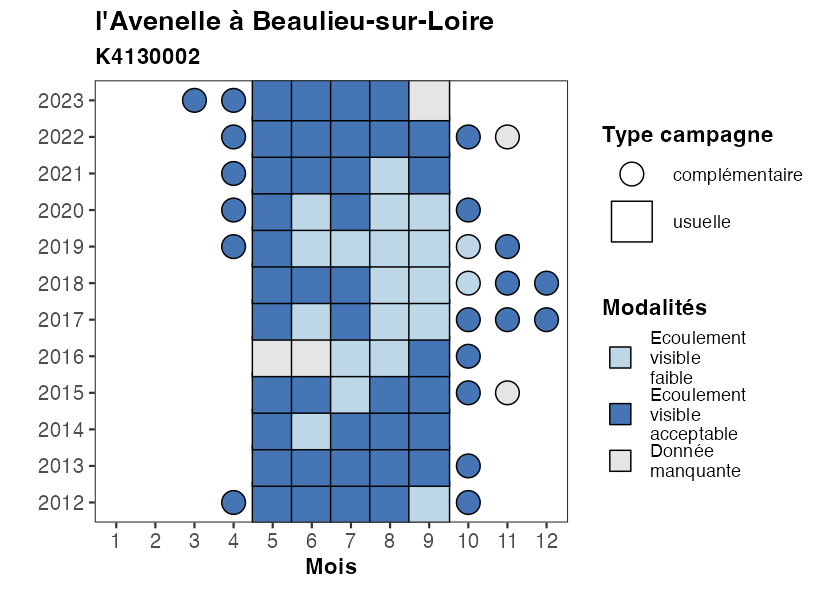 l'Avenelle à Beaulieu-sur-Loire
K4130002
2023
2022
2021
2020
2019
2018
2017
2016
2015
2014
2013
2012
1 2 3 4 5 6 7 8 9 10 11 12
Mois
Type campagne
complémentaire
usuelle
Modalités
Ecoulement
visible
faible
Ecoulement
visible
acceptable
Donnée
manquante